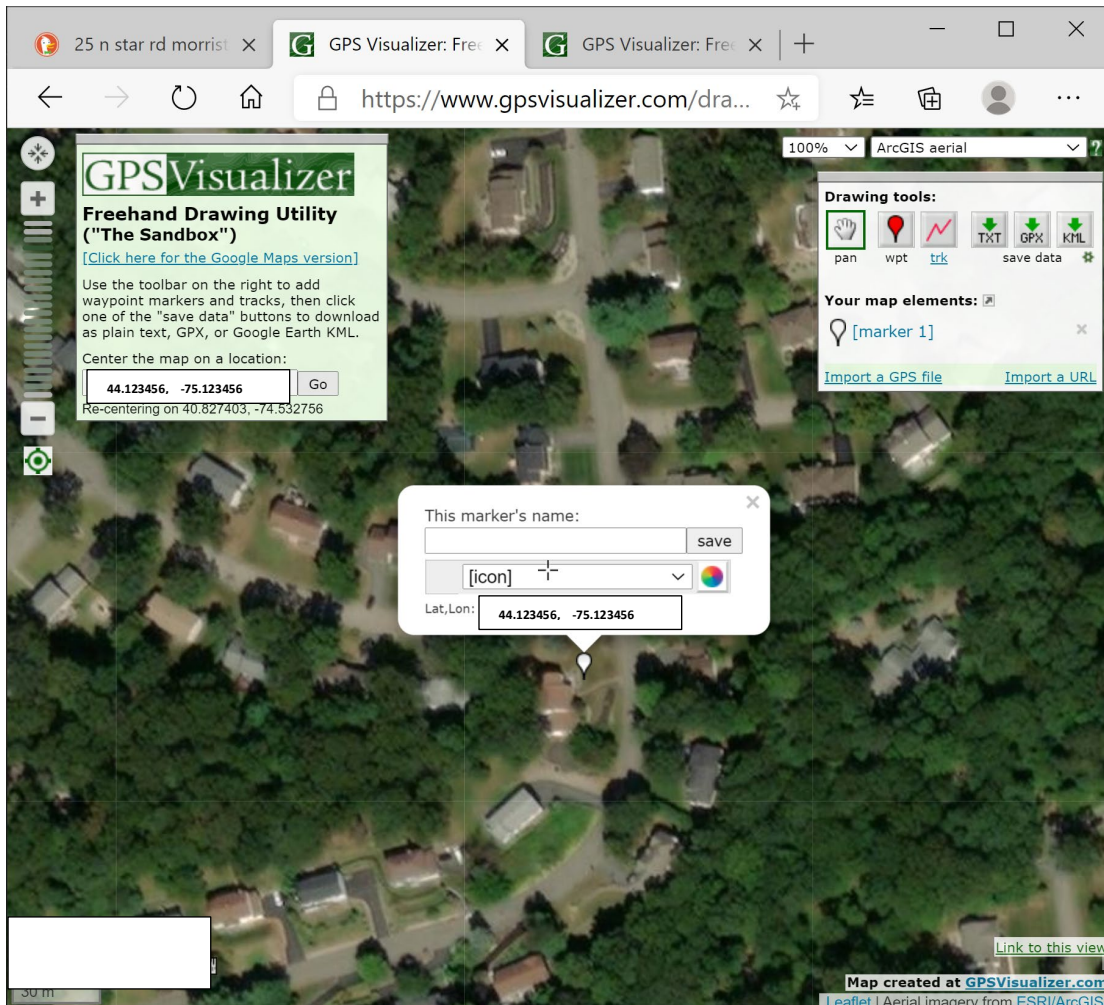 25 n star rd morrist
GPS Visualizer: Free
GPS Visualizer: Free
https://www.gpsvisualizer.com/dra...
GPSVisualizer
Freehand Drawing Utility
("The Sandbox")
[Click here for the Google Maps version]
Use the toolbar on the right to add
waypoint markers and tracks, then click
one of the "save data" buttons to download
as plain text, GPX, or Google Earth KML.
Center the map on a location:
44.123456, -75.123456 Go
Re-centering on 40.827403, -74.532756
100% ArcGIS aerial ?
Drawing tools:
TXT GPX KML
pan wpt trk save data
Your map elements:
[marker 1]
Import a GPS file Import a URL
This marker's name:
save
[icon]
Lat,Lon: 44.123456, -75.123456
30 m
Link to this view
Map created at GPSVisualizer.com
Leaflet | Aerial imagery from ESRI/ArcGIS